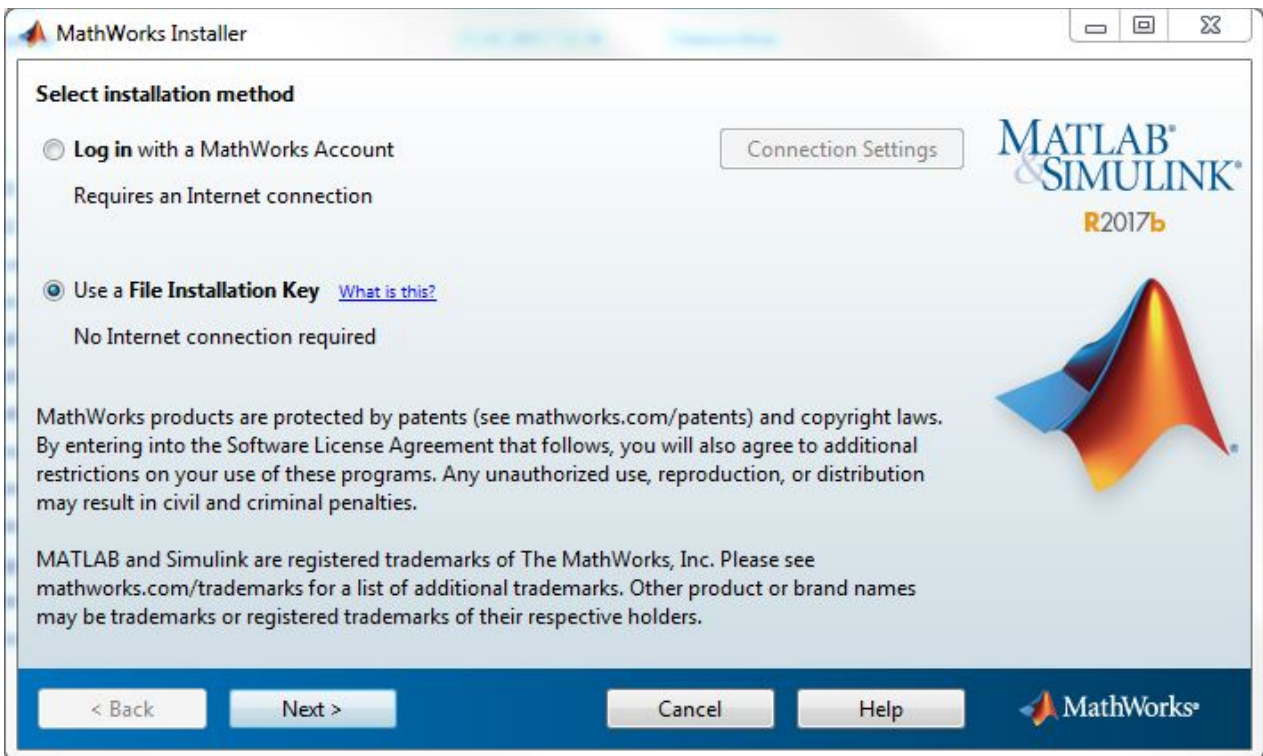 MathWorks Installer
Select installation method
Log in with a MathWorks Account
Connection Settings
Requires an Internet connection
MATLAB®
&SIMULINK®
R2017b
Use a File Installation Key What is this?
No Internet connection required
MathWorks products are protected by patents (see mathworks.com/patents) and copyright laws.
By entering into the Software License Agreement that follows, you will also agree to additional
restrictions on your use of these programs. Any unauthorized use, reproduction, or distribution
may result in civil and criminal penalties.
MATLAB and Simulink are registered trademarks of The MathWorks, Inc. Please see
mathworks.com/trademarks for a list of additional trademarks. Other product or brand names
may be trademarks or registered trademarks of their respective holders.
< Back Next > Cancel Help MathWorks®